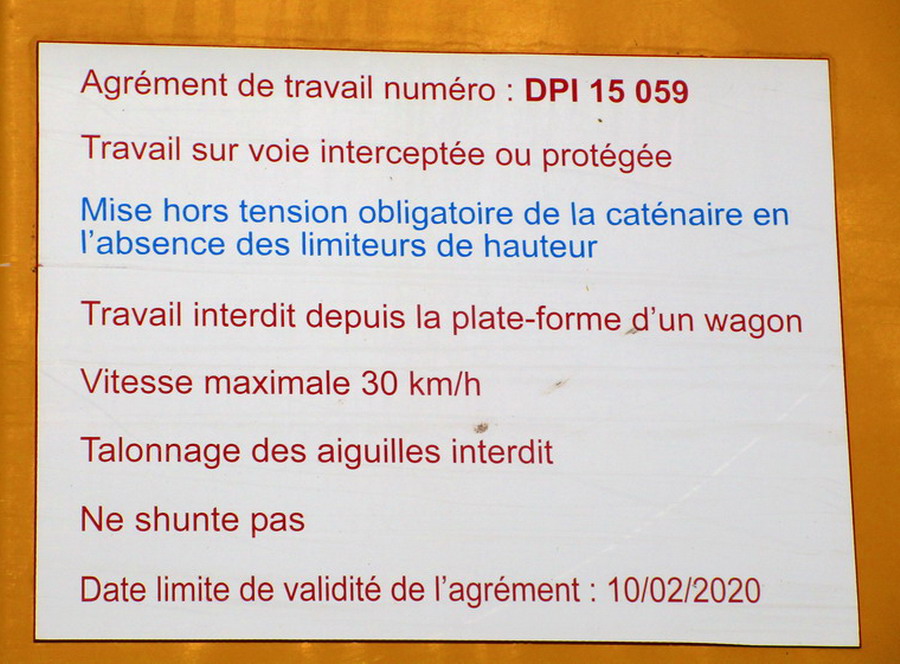 Agrément de travail numéro : DPI 15 059
Travail sur voie interceptée ou protégée
Mise hors tension obligatoire de la caténaire en
l’absence des limiteurs de hauteur
Travail interdit depuis la plate-forme d’un wagon
Vitesse maximale 30 km/h
Talonnage des aiguilles interdit
Ne shunte pas
Date limite de validité de l’agrément : 10/02/2020